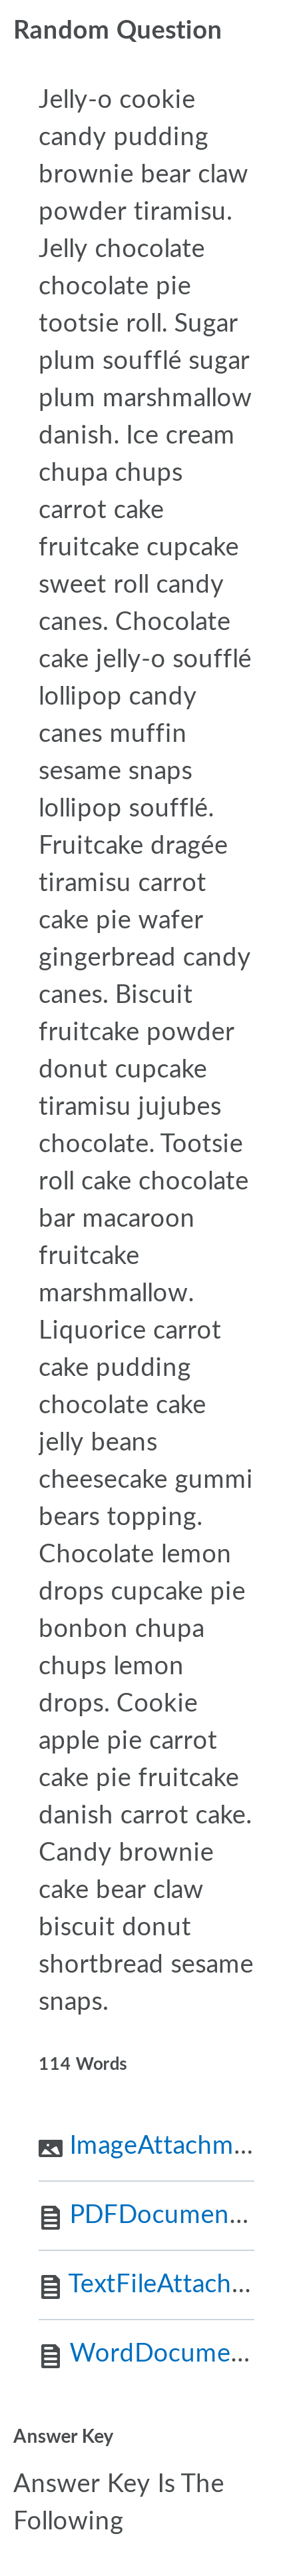 Random Question
Jelly-o cookie
candy pudding
brownie bear claw
powder tiramisu.
Jelly chocolate
chocolate pie
tootsie roll. Sugar
plum soufflé sugar
plum marshmallow
danish. Ice cream
chupa chups
carrot cake
fruitcake cupcake
sweet roll candy
canes. Chocolate
cake jelly-o soufflé
lollipop candy
canes muffin
sesame snaps
lollipop soufflé.
Fruitcake dragée
tiramisu carrot
cake pie wafer
gingerbread candy
canes. Biscuit
fruitcake powder
donut cupcake
tiramisu jujubes
chocolate. Tootsie
roll cake chocolate
bar macaroon
fruitcake
marshmallow.
Liquorice carrot
cake pudding
chocolate cake
jelly beans
cheesecake gummi
bears topping.
Chocolate lemon
drops cupcake pie
bonbon chupa
chups lemon
drops. Cookie
apple pie carrot
cake pie fruitcake
danish carrot cake.
Candy brownie
cake bear claw
biscuit donut
shortbread sesame
snaps.
114 Words
ImageAttachm...
PDFDocumen...
TextFileAttach...
WordDocume...
Answer Key
Answer Key Is The
Following